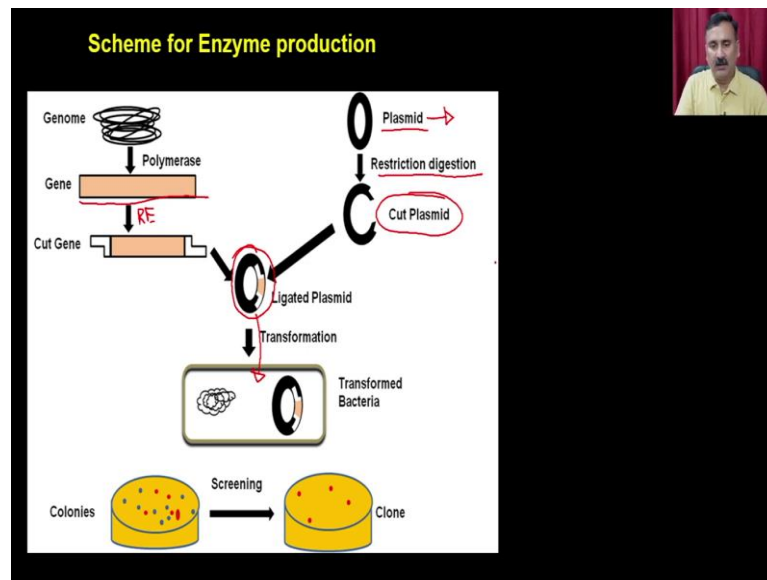 Scheme for Enzyme production
Genome
Plasmid
Polymerase
Restriction digestion
Gene
RE
Cut Plasmid
Cut Gene
Ligated Plasmid
Transformation
Transformed
Bacteria
Screening
Colonies
Clone